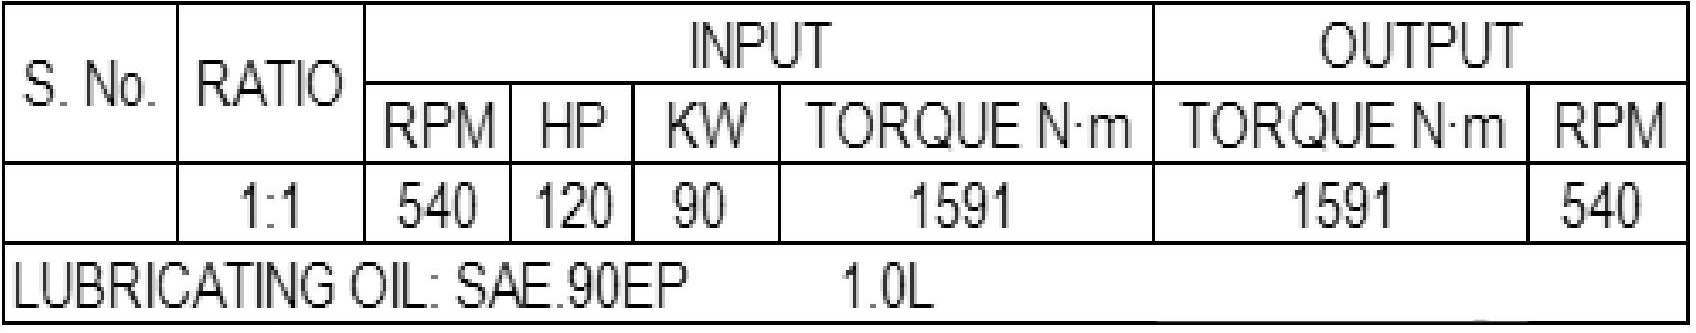 S. No. RATIO INPUT OUTPUT
RPM HP KW TORQUE N·m TORQUE N·m RPM
1:1 540 120 90 1591 1591 540
LUBRICATING OIL: SAE.90EP 1.0L